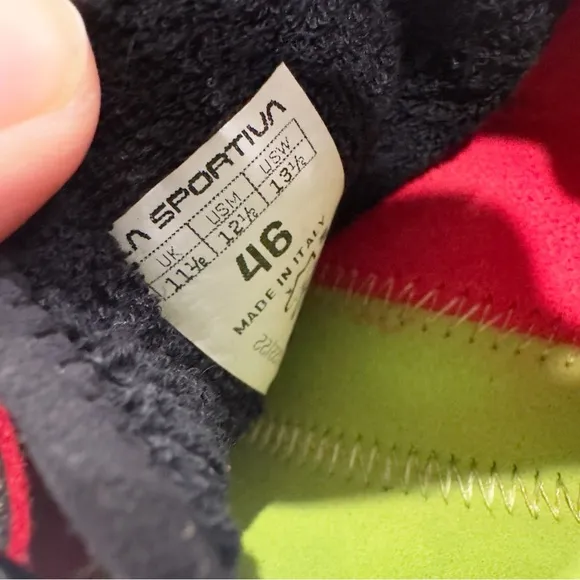 A SPORTIVA
UK USM USW
11½ 12½ 13½
46
MADE IN ITALY